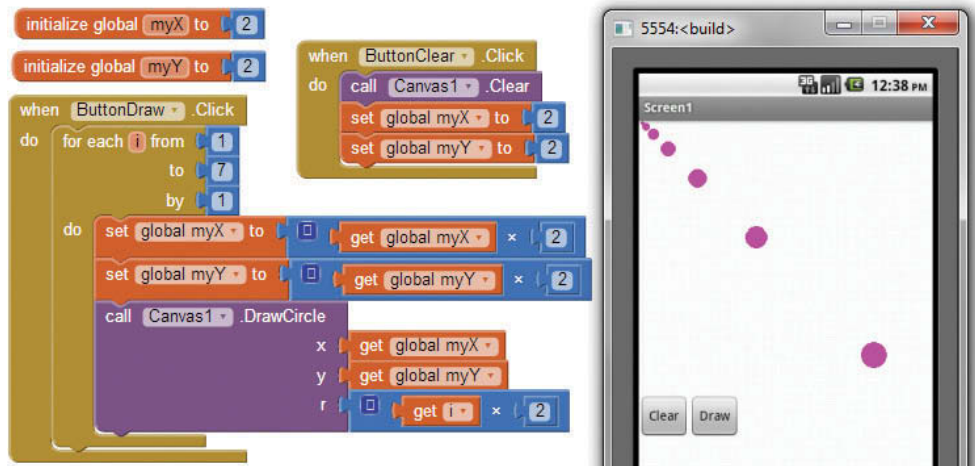 initialize global myX to 2
initialize global myY to 2
when ButtonDraw .Click
do for each i from 1
to 7
by 1
do set global myX to get global myX × 2
set global myY to get global myY × 2
call Canvas1 .DrawCircle
x get global myX
y get global myY
r get i × 2
when ButtonClear .Click
do call Canvas1 .Clear
set global myX to 2
set global myY to 2
5554:<build>
3G 12:38 PM
Screen1
Clear Draw